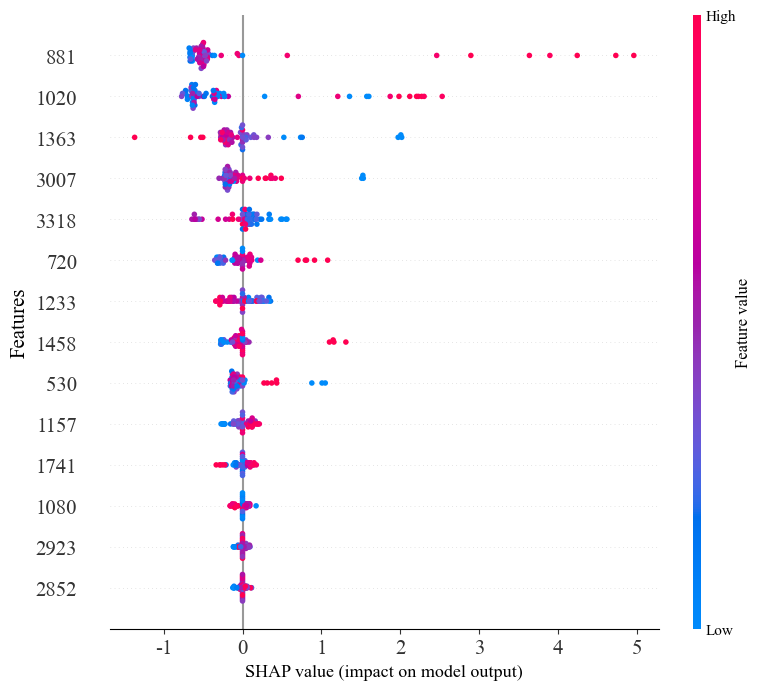 High
881
1020
1363
3007
3318
720
1233
1458
530
1157
1741
1080
2923
2852
Features
Feature value
Low
-1 0 1 2 3 4 5
SHAP value (impact on model output)